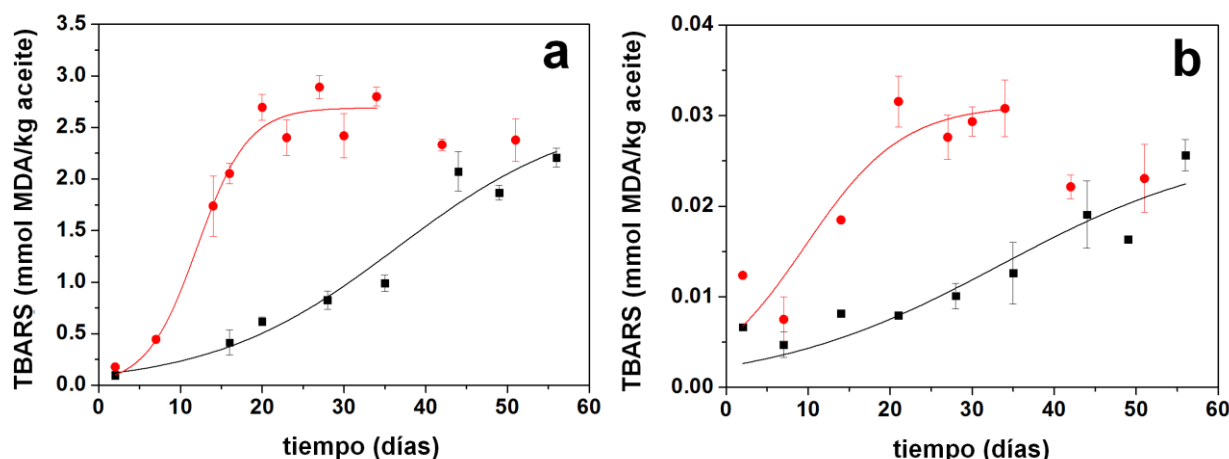 a
TBARS (mmol MDA/kg aceite)
3.5
3.0
2.5
2.0
1.5
1.0
0.5
0.0
0 10 20 30 40 50 60
tiempo (días)
b
TBARS (mmol MDA/kg aceite)
0.04
0.03
0.02
0.01
0.00
0 10 20 30 40 50 60
tiempo (días)